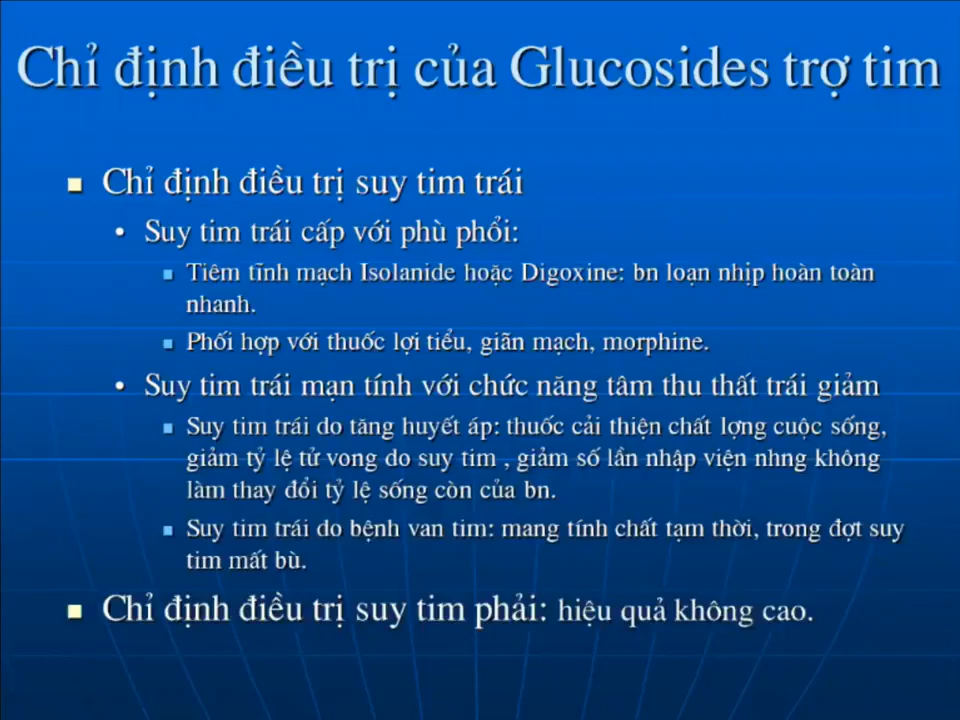 Chỉ định điều trị của Glucosides trợ tim
Chỉ định điều trị suy tim trái
Suy tim trái cấp với phù phổi:
Tiêm tĩnh mạch Isolanide hoặc Digoxine: bn loạn nhịp hoàn toàn
nhanh.
Phối hợp với thuốc lợi tiểu, giãn mạch, morphine.
Suy tim trái mạn tính với chức năng tâm thu thất trái giảm
Suy tim trái do tăng huyết áp: thuốc cải thiện chất lợng cuộc sống,
giảm tỷ lệ tử vong do suy tim , giảm số lần nhập viện nhng không
làm thay đổi tỷ lệ sống còn của bn.
Suy tim trái do bệnh van tim: mang tính chất tạm thời, trong đợt suy
tim mất bù.
Chỉ định điều trị suy tim phải: hiệu quả không cao.